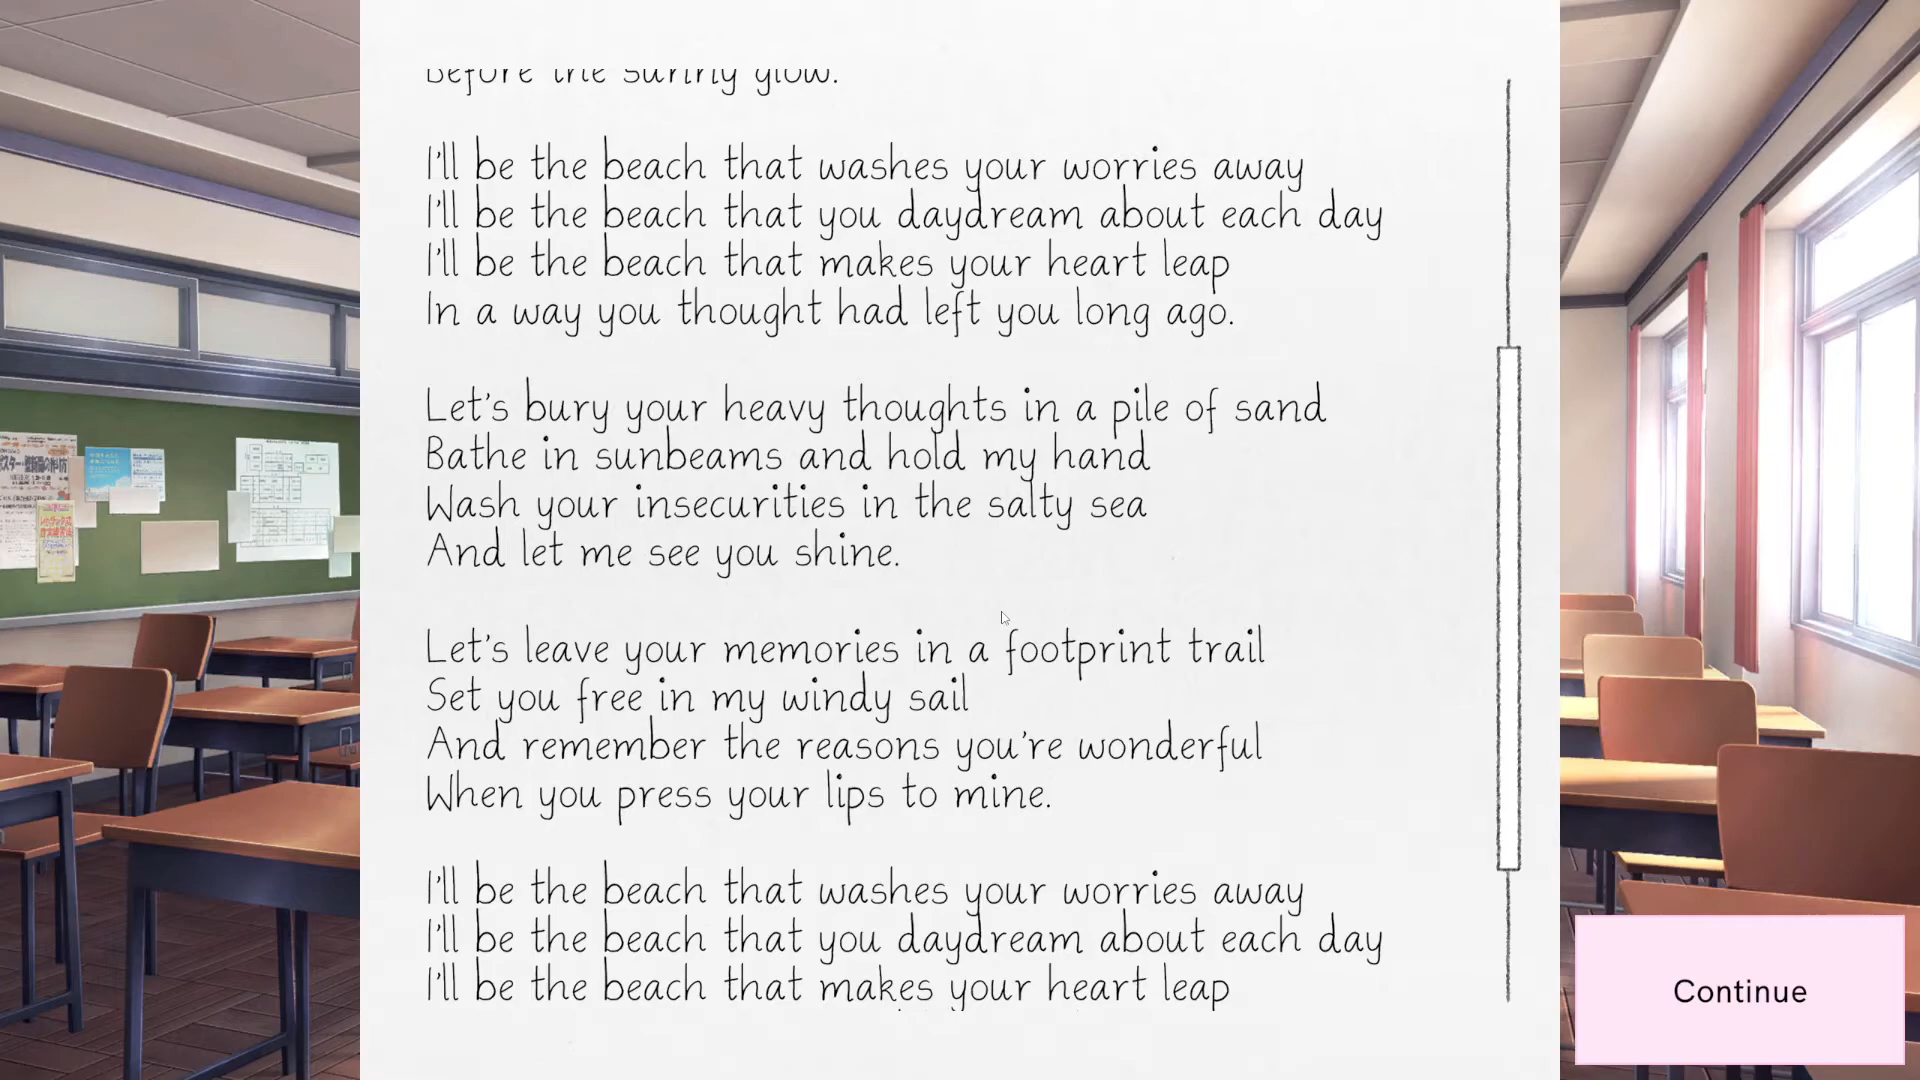 Before the sunny glow.
I'll be the beach that washes your worries away
I'll be the beach that you daydream about each day
I'll be the beach that makes your heart leap
In a way you thought had left you long ago.
Let's bury your heavy thoughts in a pile of sand
Bathe in sunbeams and hold my hand
Wash your insecurities in the salty sea
And let me see you shine.
Let's leave your memories in a footprint trail
Set you free in my windy sail
And remember the reasons you're wonderful
When you press your lips to mine.
I'll be the beach that washes your worries away
I'll be the beach that you daydream about each day
I'll be the beach that makes your heart leap
Continue